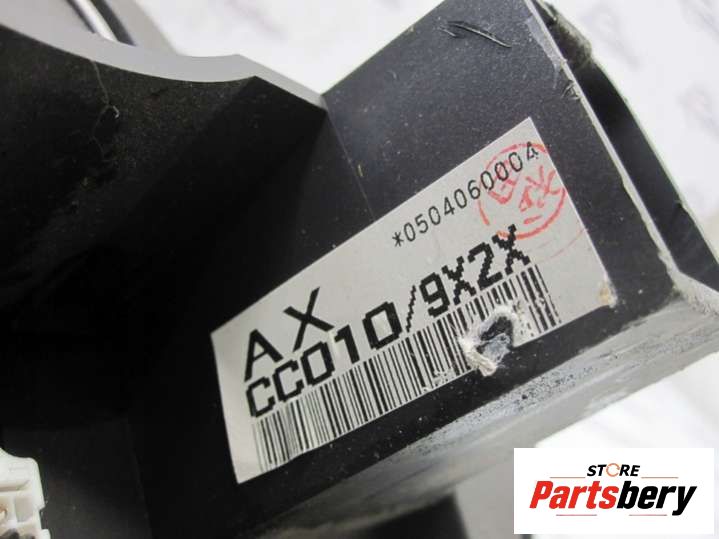 *0504060004
AX
CC010/9X2X
STORE
Partsbery